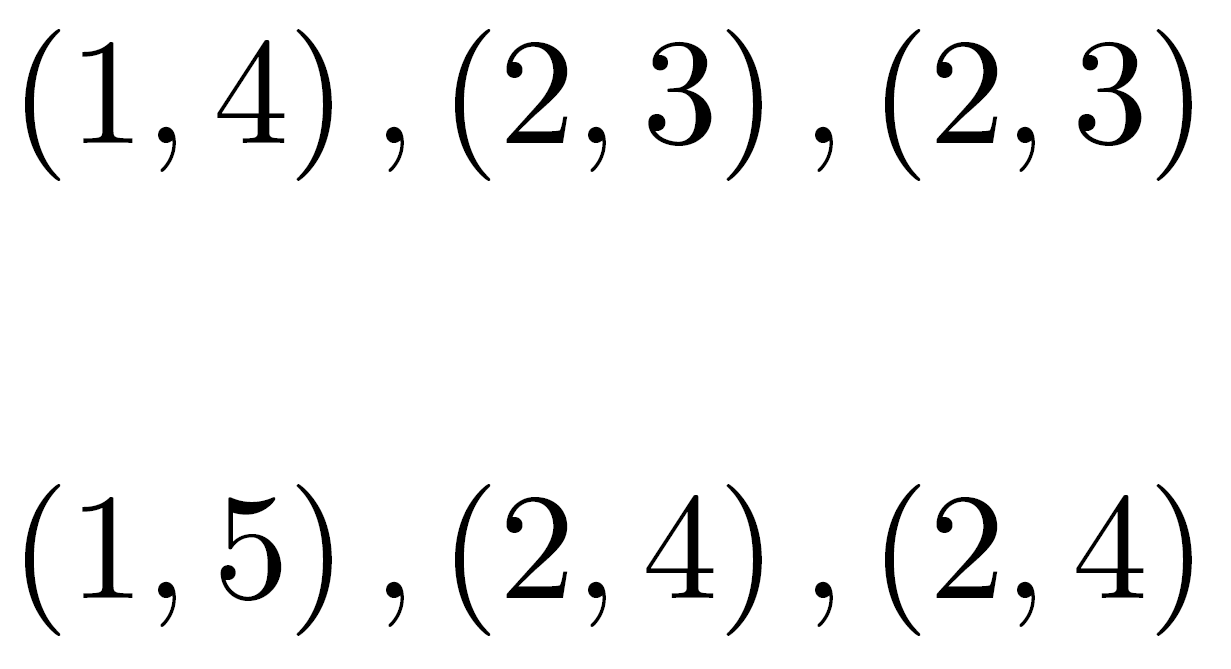 (1, 4) , (2, 3) , (2, 3)
(1, 5) , (2, 4) , (2, 4)